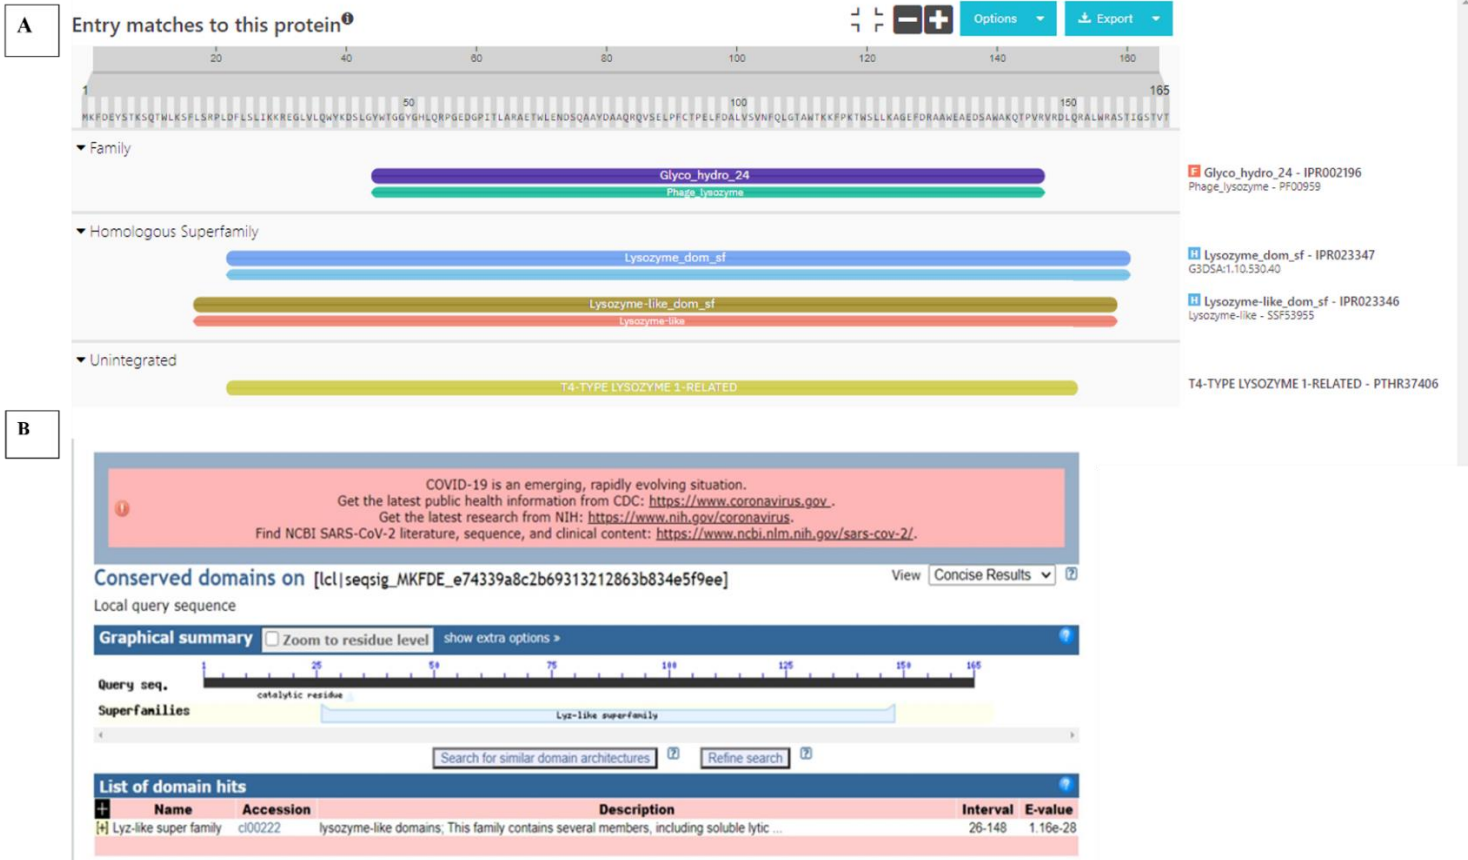 A
Entry matches to this protein
Options
Export
20 40 60 80 100 120 140 160
1 165
50 100 150
MKFDEYSTKSQTWLKSFLSRPLDFLSLIKKREGLVLQWYKDSLGYWTGGYGHLQRPGEDGPITLARAETWLENDSQAAYDAAQRQVSELPFCTPELFDALVSVNFQLGTAWTKKFPKTWSLLKAGEFDRAAWEAEDSAWAKQTPVRVRDLQRALWRASTIGSTVT
Family
Glyco_hydro_24
Phage_lysozyme
F Glyco_hydro_24 - IPR002196
Phage_lysozyme - PF00959
Homologous Superfamily
Lysozyme_dom_sf
H Lysozyme_dom_sf - IPR023347
G3DSA:1.10.530.40
Lysozyme-like_dom_sf
Lysozyme-like
H Lysozyme-like_dom_sf - IPR023346
Lysozyme-like - SSF53955
Unintegrated
T4-TYPE LYSOZYME 1-RELATED
T4-TYPE LYSOZYME 1-RELATED - PTHR37406
B
COVID-19 is an emerging, rapidly evolving situation.
Get the latest public health information from CDC: https://www.coronavirus.gov .
Get the latest research from NIH: https://www.nih.gov/coronavirus.
Find NCBI SARS-CoV-2 literature, sequence, and clinical content: https://www.ncbi.nlm.nih.gov/sars-cov-2/.
Conserved domains on [lcl|seqsig_MKFDE_e74339a8c2b69313212863b834e5f9ee]
View Concise Results ?
Local query sequence
Graphical summary Zoom to residue level show extra options » ?
1 25 50 75 100 125 150 165
Query seq.
catalytic residue
Superfamilies
Lyz-like superfamily
Search for similar domain architectures ? Refine search ?
List of domain hits ?
+ Name Accession Description Interval E-value
[+] Lyz-like super family cl00222 lysozyme-like domains; This family contains several members, including soluble lytic ... 26-148 1.16e-28